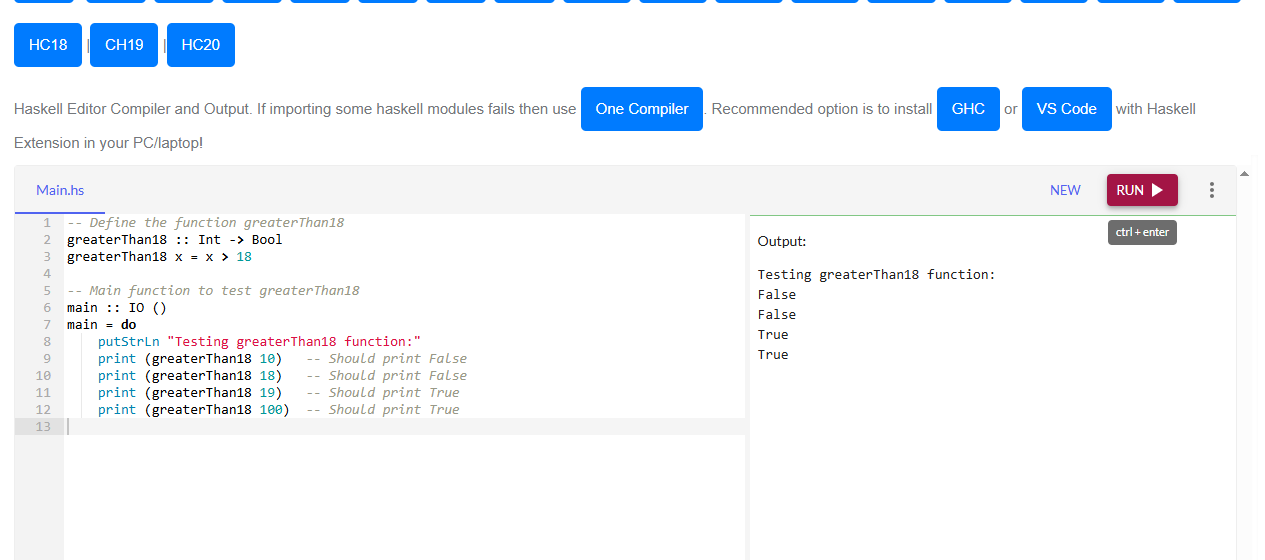 HC18 | CH19 | HC20
Haskell Editor Compiler and Output. If importing some haskell modules fails then use One Compiler. Recommended option is to install GHC or VS Code with Haskell
Extension in your PC/laptop!
Main.hs
NEW
RUN
ctrl + enter
1 -- Define the function greaterThan18
2 greaterThan18 :: Int -> Bool
3 greaterThan18 x = x > 18
4
5 -- Main function to test greaterThan18
6 main :: IO ()
7 main = do
8 putStrLn "Testing greaterThan18 function:"
9 print (greaterThan18 10) -- Should print False
10 print (greaterThan18 18) -- Should print False
11 print (greaterThan18 19) -- Should print True
12 print (greaterThan18 100) -- Should print True
13
Output:
Testing greaterThan18 function:
False
False
True
True